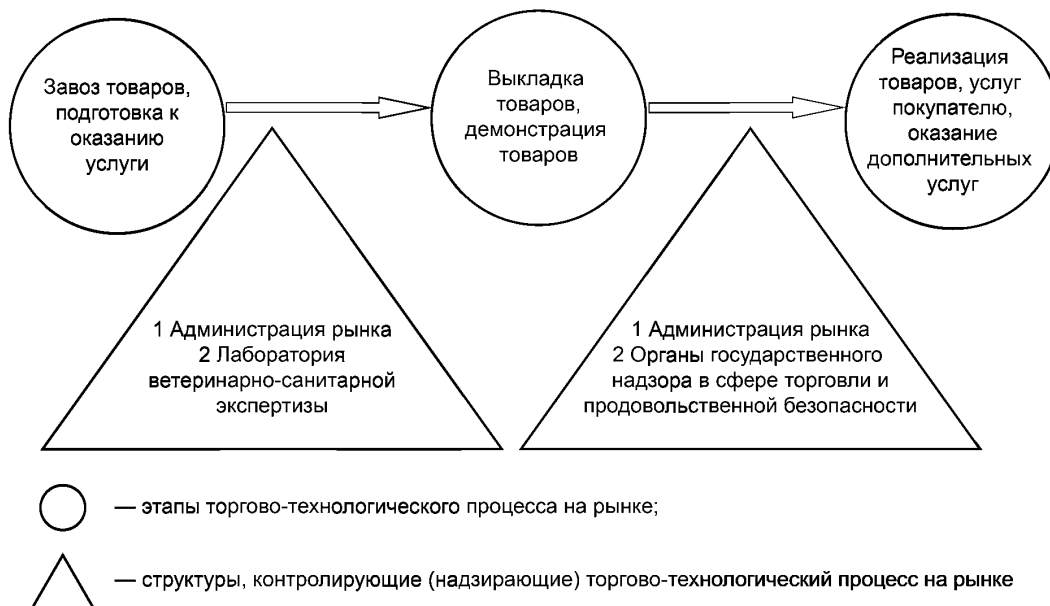 Завоз товаров,
подготовка к
оказанию
услуги
Выкладка
товаров,
демонстрация
товаров
Реализация
товаров, услуг
покупателю,
оказание
дополнительных
услуг
1 Администрация рынка
2 Лаборатория
ветеринарно-санитарной
экспертизы
1 Администрация рынка
2 Органы государственного
надзора в сфере торговли и
продовольственной безопасности
— этапы торгово-технологического процесса на рынке;
— структуры, контролирующие (надзирающие) торгово-технологический процесс на рынке